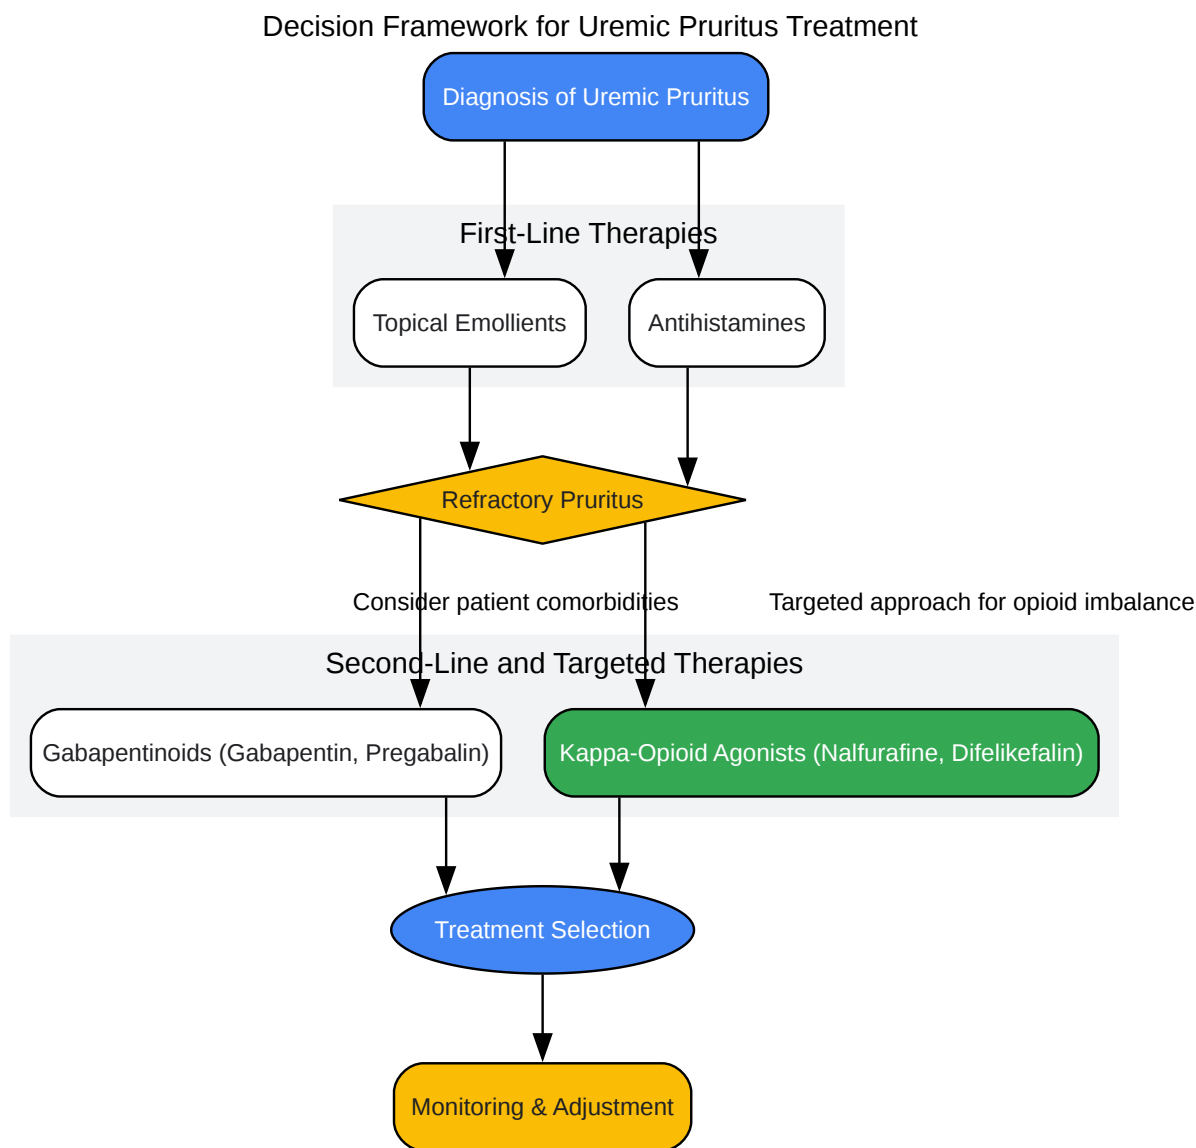 Decision Framework for Uremic Pruritus Treatment
Diagnosis of Uremic Pruritus
First-Line Therapies
Topical Emollients
Antihistamines
Refractory Pruritus
Consider patient comorbidities
Targeted approach for opioid imbalance
Second-Line and Targeted Therapies
Gabapentinoids (Gabapentin, Pregabalin)
Kappa-Opioid Agonists (Nalfurafine, Difelikefalin)
Treatment Selection
Monitoring & Adjustment